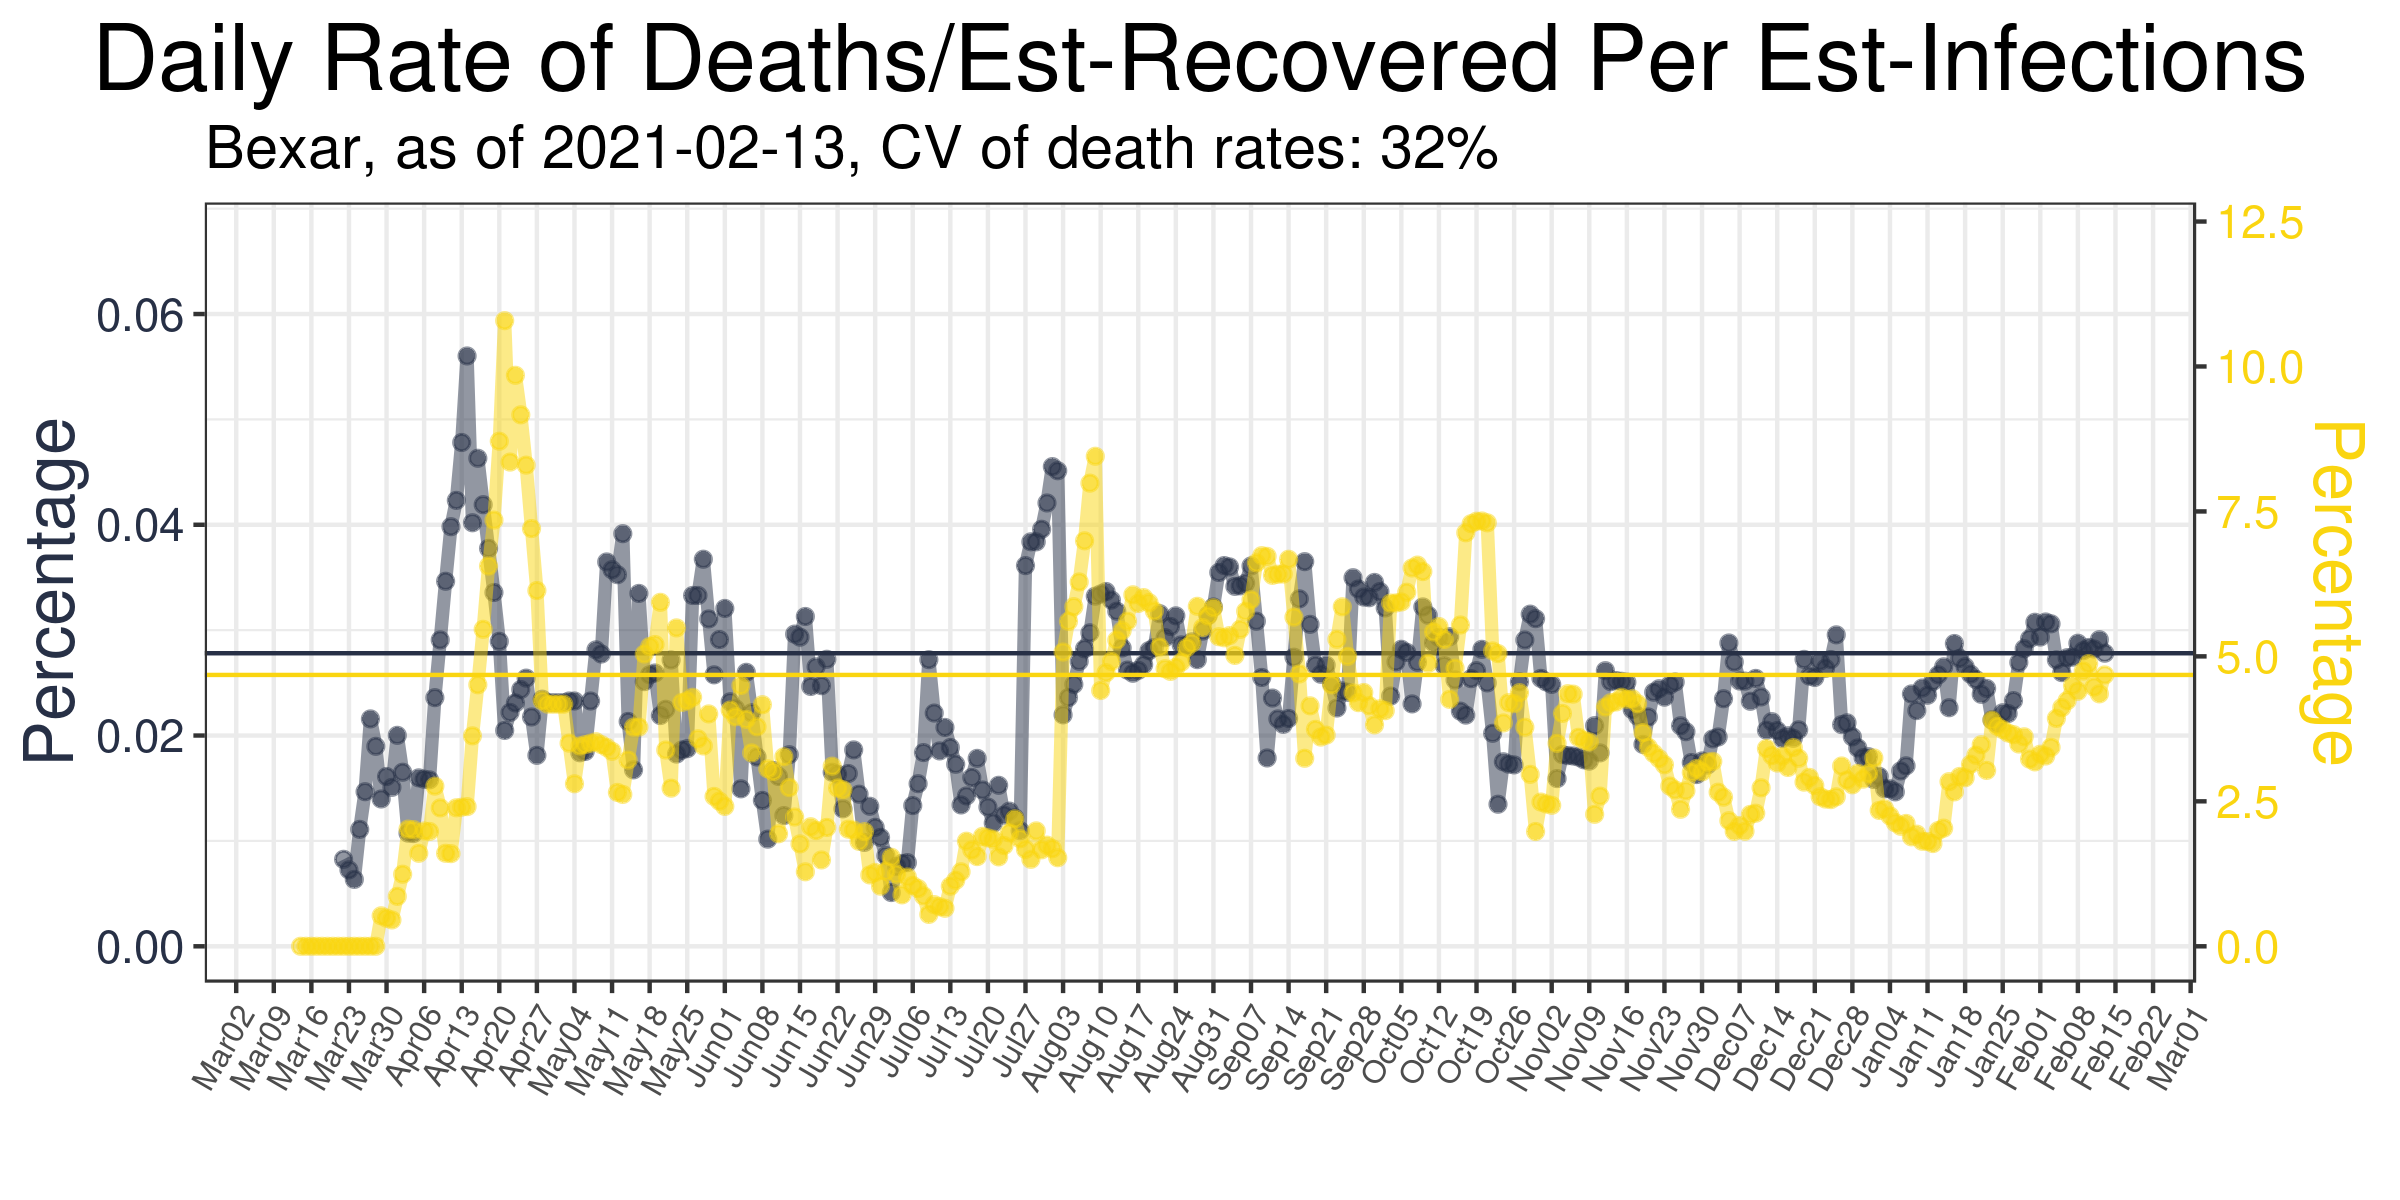 Daily Rate of Deaths/Est-Recovered Per Est-Infections
Bexar, as of 2021-02-13, CV of death rates: 32%
Percentage
0.06
0.04
0.02
0.00
12.5
10.0
7.5
5.0
2.5
0.0
Percentage
Mar02 Mar09 Mar16 Mar23 Mar30 Apr06 Apr13 Apr20 Apr27 May04 May11 May18 May25 Jun01 Jun08 Jun15 Jun22 Jun29 Jul06 Jul13 Jul20 Jul27 Aug03 Aug10 Aug17 Aug24 Aug31 Sep07 Sep14 Sep21 Sep28 Oct05 Oct12 Oct19 Oct26 Nov02 Nov09 Nov16 Nov23 Nov30 Dec07 Dec14 Dec21 Dec28 Jan04 Jan11 Jan18 Jan25 Feb01 Feb08 Feb15 Feb22 Mar01